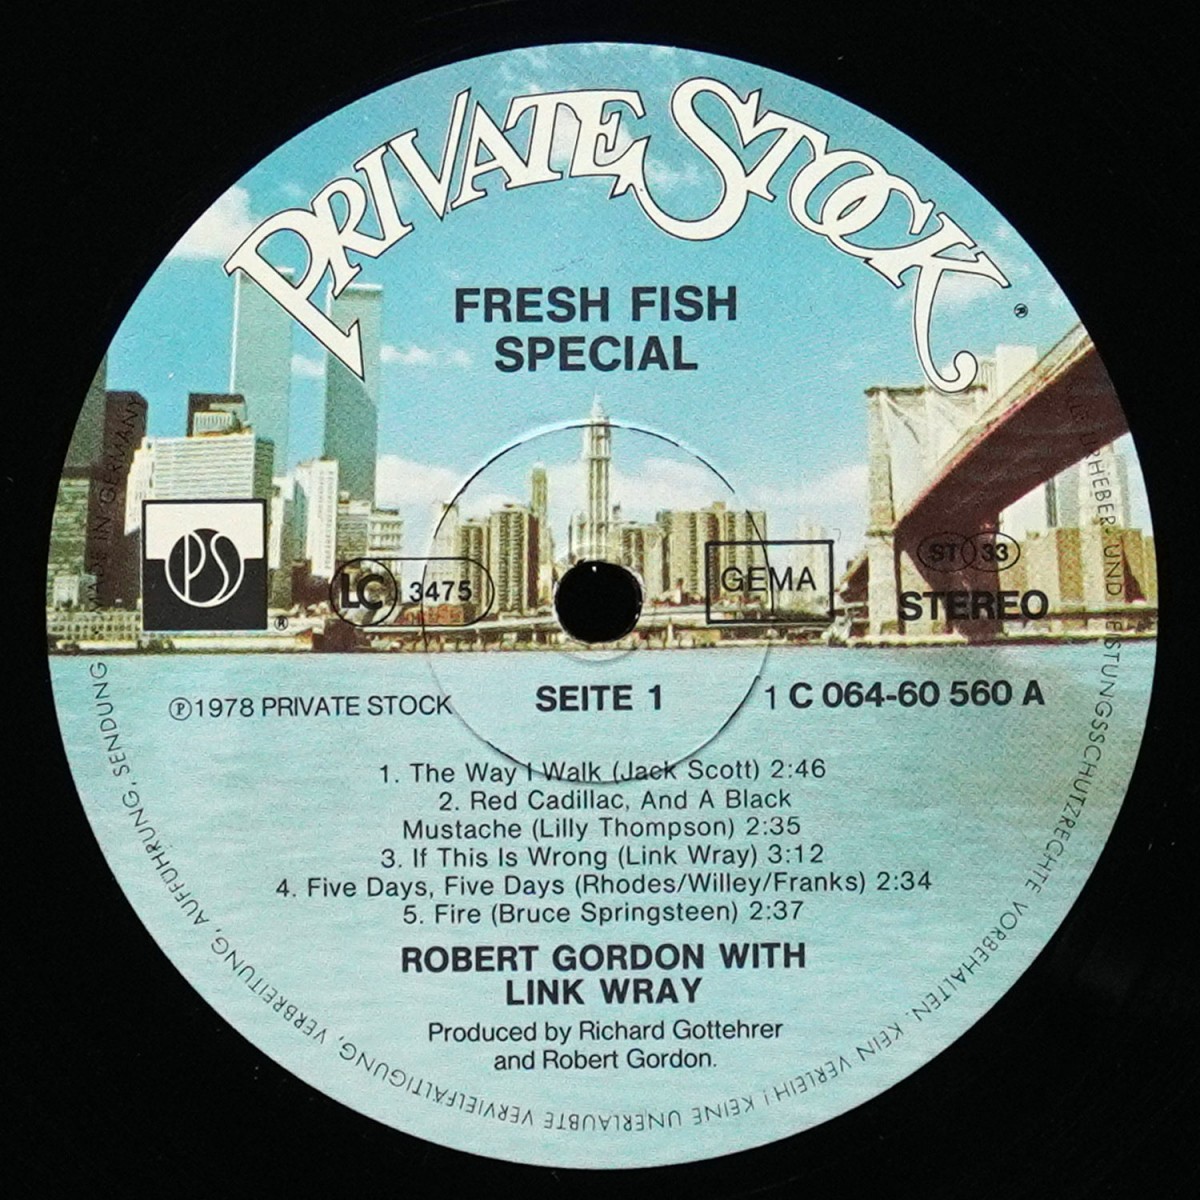 PRIVATE STOCK
®
FRESH FISH
SPECIAL
PS
®
LC 3475
GEMA
ST 33
STEREO
℗1978 PRIVATE STOCK
SEITE 1
1 C 064-60 560 A
1. The Way I Walk (Jack Scott) 2:46
2. Red Cadillac, And A Black
Mustache (Lilly Thompson) 2:35
3. If This Is Wrong (Link Wray) 3:12
4. Five Days, Five Days (Rhodes/Willey/Franks) 2:34
5. Fire (Bruce Springsteen) 2:37
ROBERT GORDON WITH
LINK WRAY
Produced by Richard Gottehrer
and Robert Gordon.
URHEBER UND LEISTUNGSSCHUTZRECHTE VORBEHALTEN. KEIN VERLEIH! KEINE UNERLAUBTE VERVIELFÄLTIGUNG, VERBREITUNG, AUFFÜHRUNG, SENDUNG MADE IN GERMANY